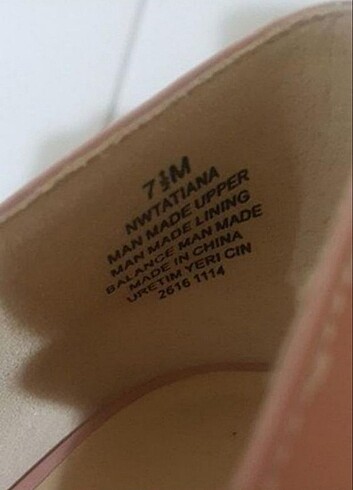 7½M
NWTATIANA
MAN MADE UPPER
MAN MADE LINING
BALANCE MAN MADE
MADE IN CHINA
URETIM YERI CIN
2616 1114